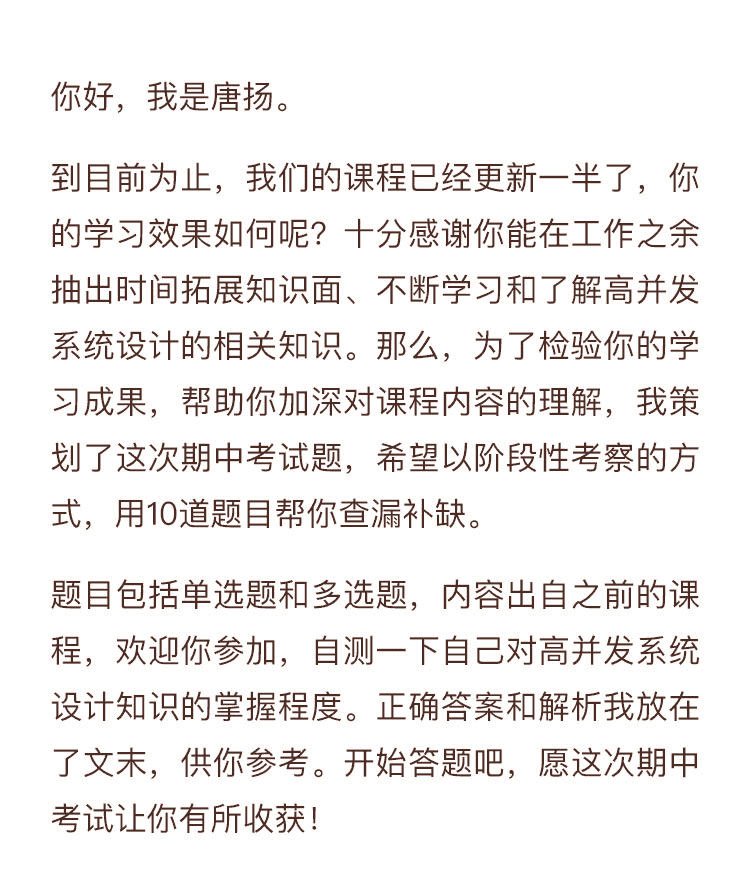 你好，我是唐扬。
到目前为止，我们的课程已经更新一半了，你
的学习效果如何呢？十分感谢你能在工作之余
抽出时间拓展知识面、不断学习和了解高并发
系统设计的相关知识。那么，为了检验你的学
习成果，帮助你加深对课程内容的理解，我策
划了这次期中考试题，希望以阶段性考察的方
式，用10道题目帮你查漏补缺。
题目包括单选题和多选题，内容出自之前的课
程，欢迎你参加，自测一下自己对高并发系统
设计知识的掌握程度。正确答案和解析我放在
了文末，供你参考。开始答题吧，愿这次期中
考试让你有所收获！